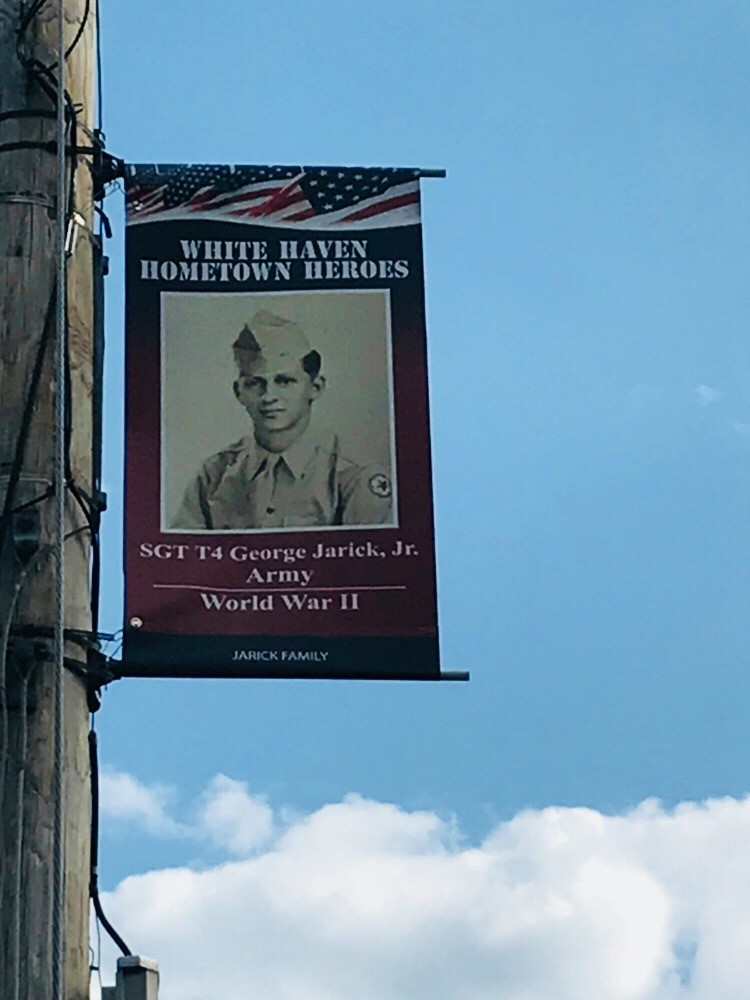 WHITE HAVEN
HOMETOWN HEROES
SGT T4 George Jarick, Jr.
Army
World War II
JARICK FAMILY